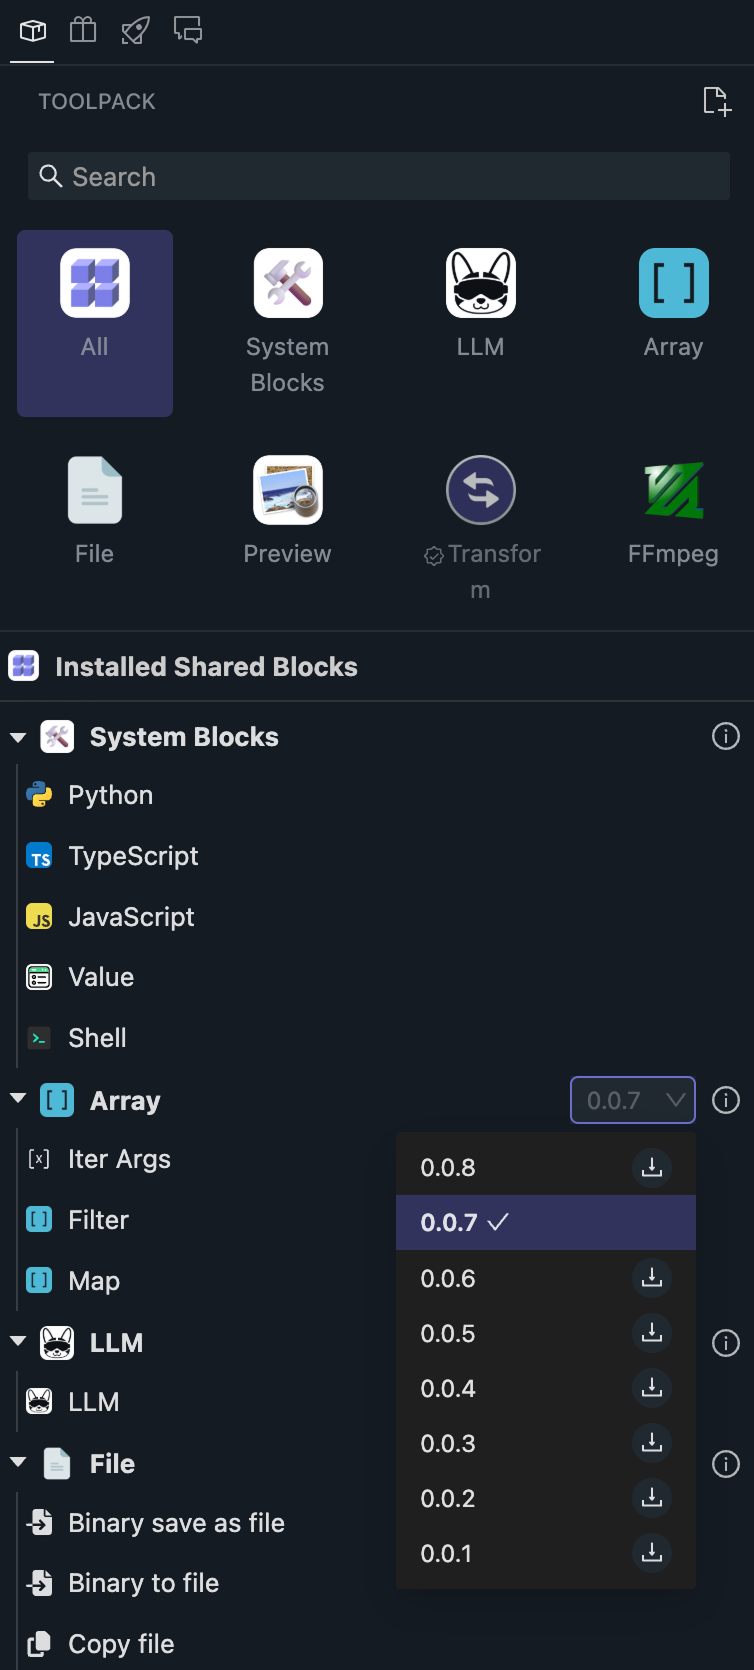 TOOLPACK
Search
All
System
Blocks
LLM
Array
File
Preview
Transfor
m
FFmpeg
Installed Shared Blocks
System Blocks
Python
TS TypeScript
JS JavaScript
Value
Shell
Array 0.0.7
[x] Iter Args
Filter
Map
LLM
LLM
File
Binary save as file
Binary to file
Copy file
0.0.8
0.0.7
0.0.6
0.0.5
0.0.4
0.0.3
0.0.2
0.0.1